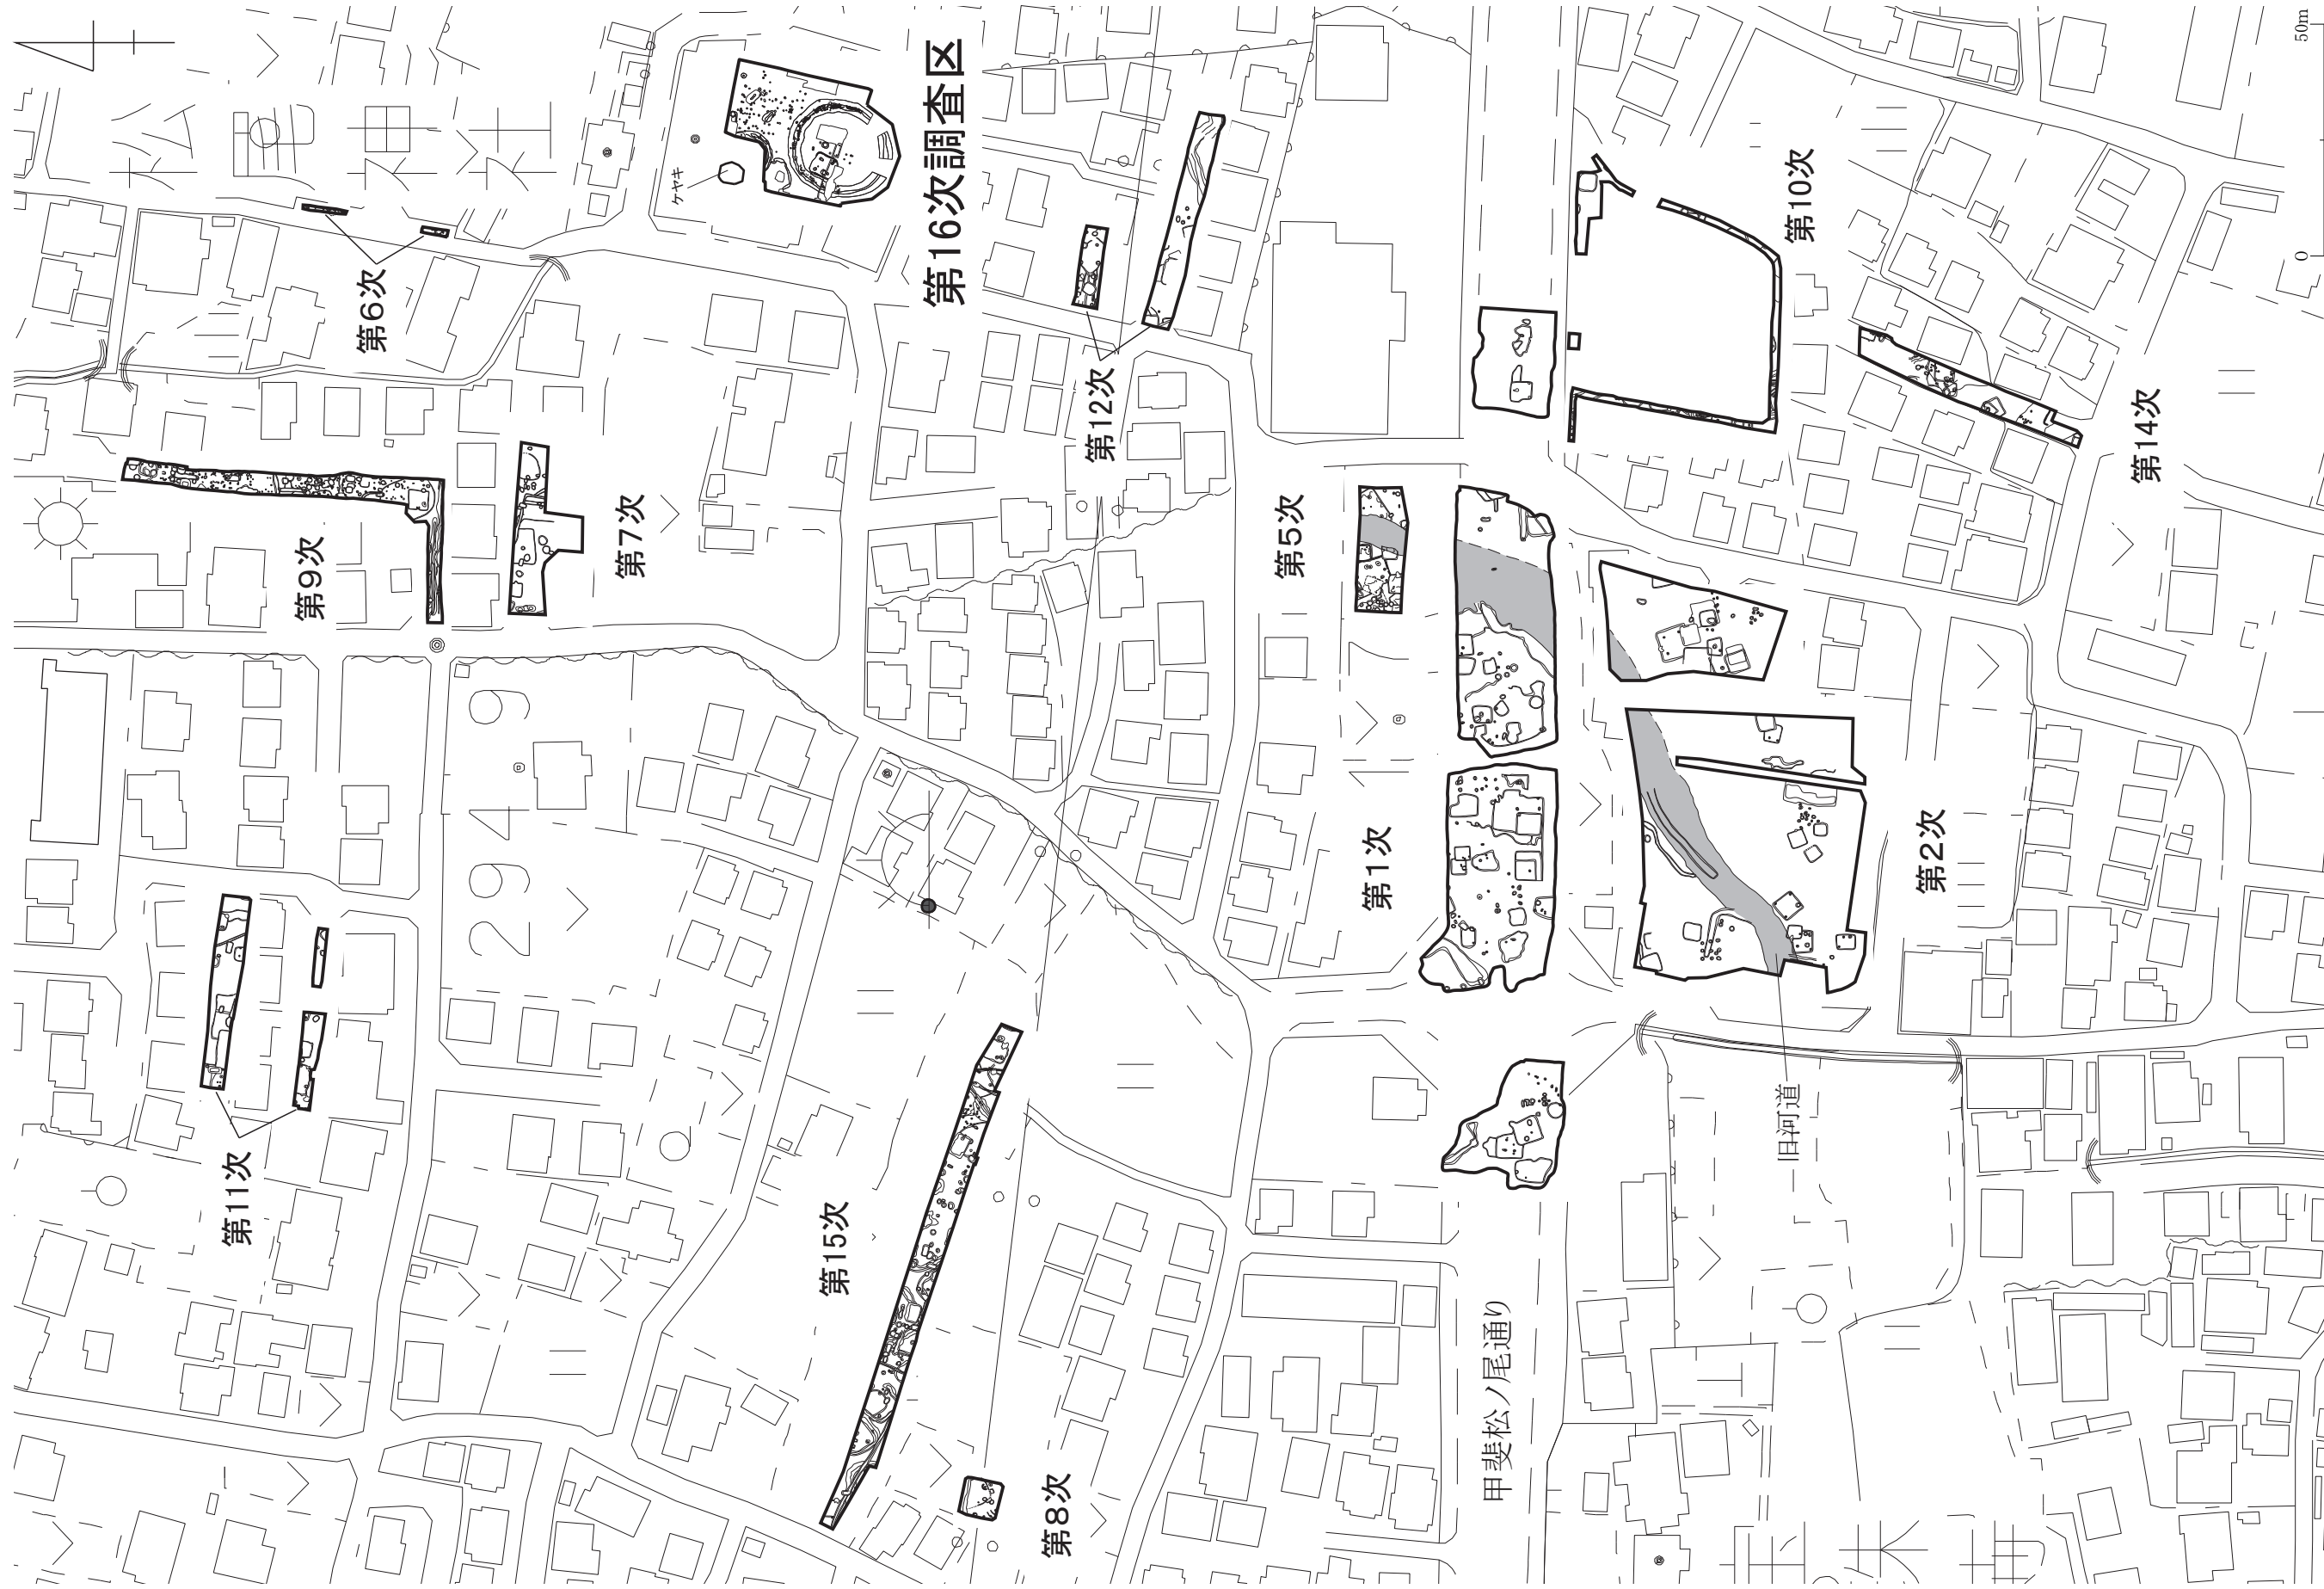 第6次
ケヤキ
第16次調査区
第9次
第7次
第12次
第10次
第14次
第5次
294.9
第1次
第2次
第11次
第15次
旧河道
第8次
甲斐松ノ尾通り
0
50m